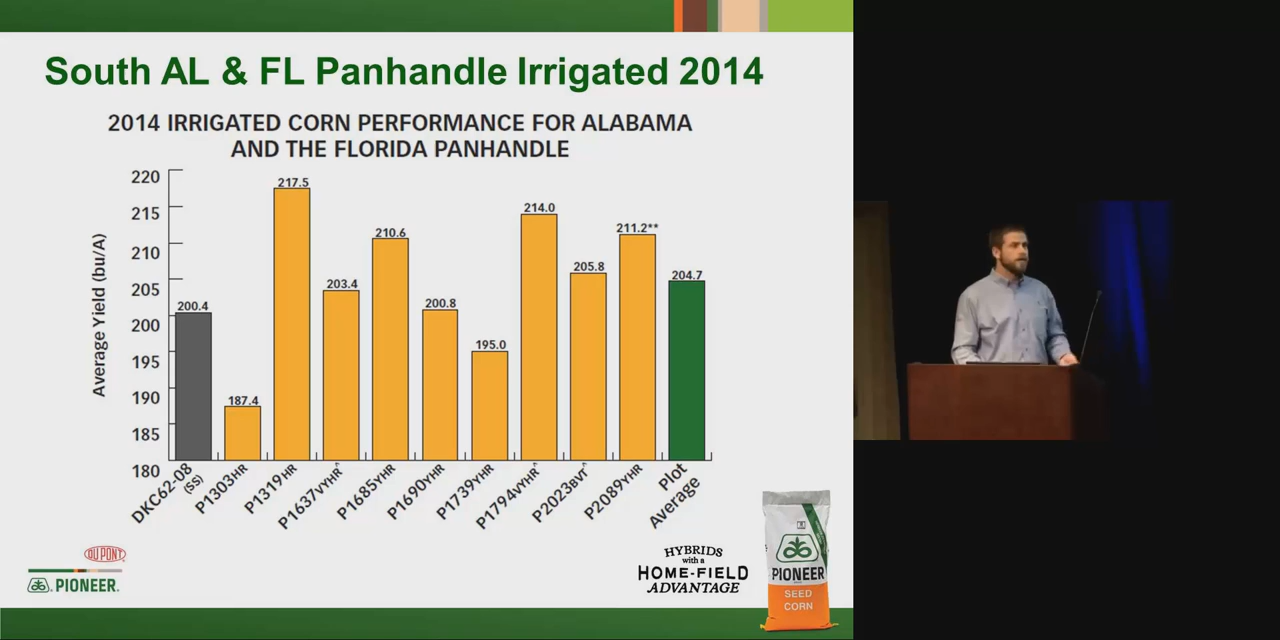 South AL & FL Panhandle Irrigated 2014
2014 IRRIGATED CORN PERFORMANCE FOR ALABAMA
AND THE FLORIDA PANHANDLE
Average Yield (bu/A)
220
215
210
205
200
195
190
185
180
200.4
187.4
217.5
203.4
210.6
200.8
195.0
214.0
205.8
211.2**
204.7
DKC62-08
(SS)
P1303HR
P1319HR
P1637VYHR^
P1685YHR
P1690YHR
P1739YHR
P1794VYHR^
P2023BVT^
P2089YHR
Plot
Average
DUPONT
PIONEER
HYBRIDS
with a
HOME-FIELD
ADVANTAGE
PIONEER
SEED
CORN